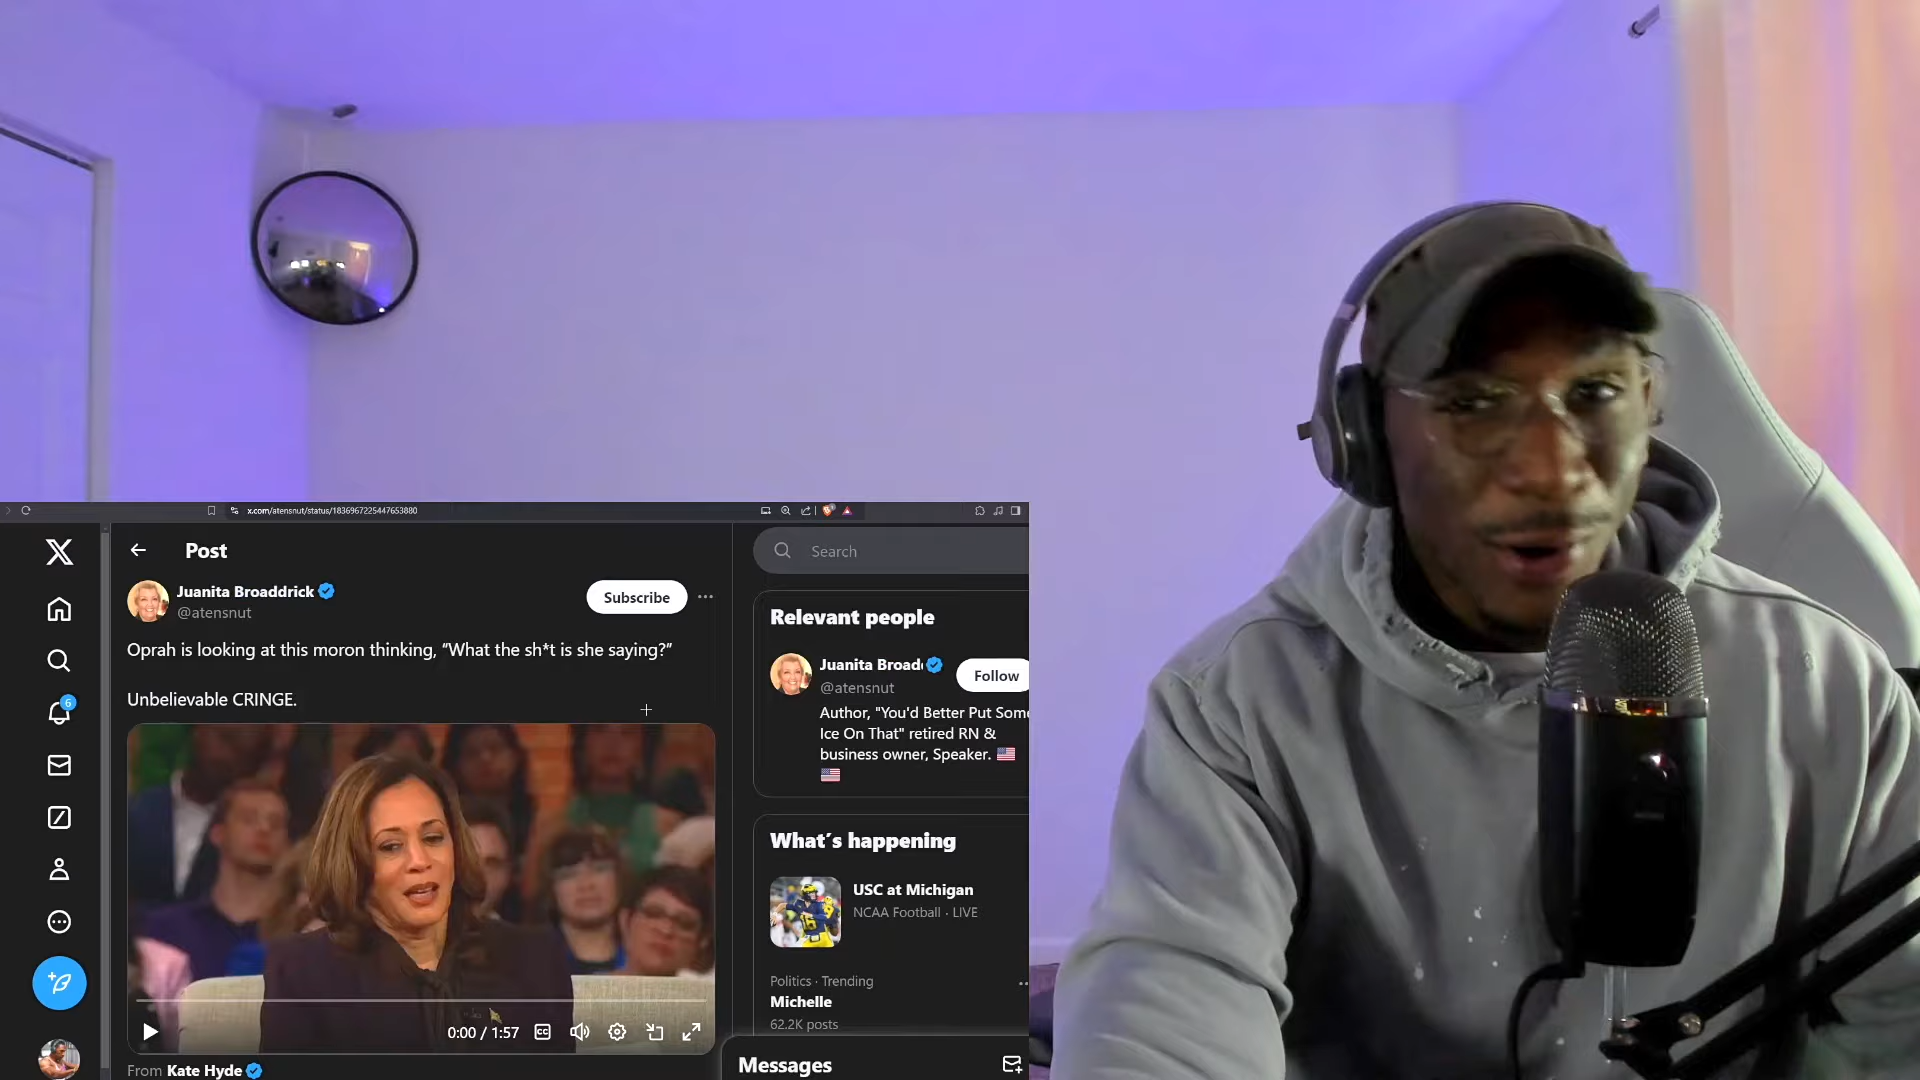 x.com/atensnut/status/1836967225447653880
Post
Juanita Broaddrick
@atensnut
Subscribe
Oprah is looking at this moron thinking, “What the sh*t is she saying?”
Unbelievable CRINGE.
0:00 / 1:57
CC
From Kate Hyde
6
Search
Relevant people
Juanita Broad
@atensnut
Follow
Author, "You'd Better Put Some
Ice On That" retired RN &
business owner, Speaker.
What’s happening
USC at Michigan
NCAA Football · LIVE
Politics · Trending
Michelle
62.2K posts
Messages